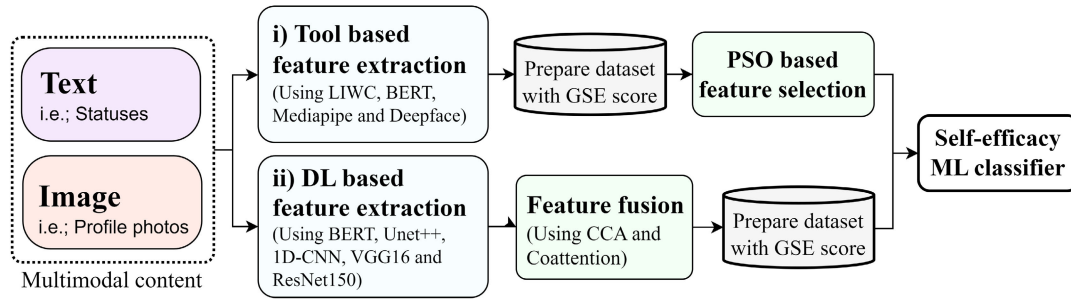 Text
i.e.; Statuses
Image
i.e.; Profile photos
Multimodal content
i) Tool based
feature extraction
(Using LIWC, BERT,
Mediapipe and Deepface)
Prepare dataset
with GSE score
PSO based
feature selection
ii) DL based
feature extraction
(Using BERT, Unet++,
1D-CNN, VGG16 and
ResNet150)
Feature fusion
(Using CCA and
Coattention)
Prepare dataset
with GSE score
Self-efficacy
ML classifier